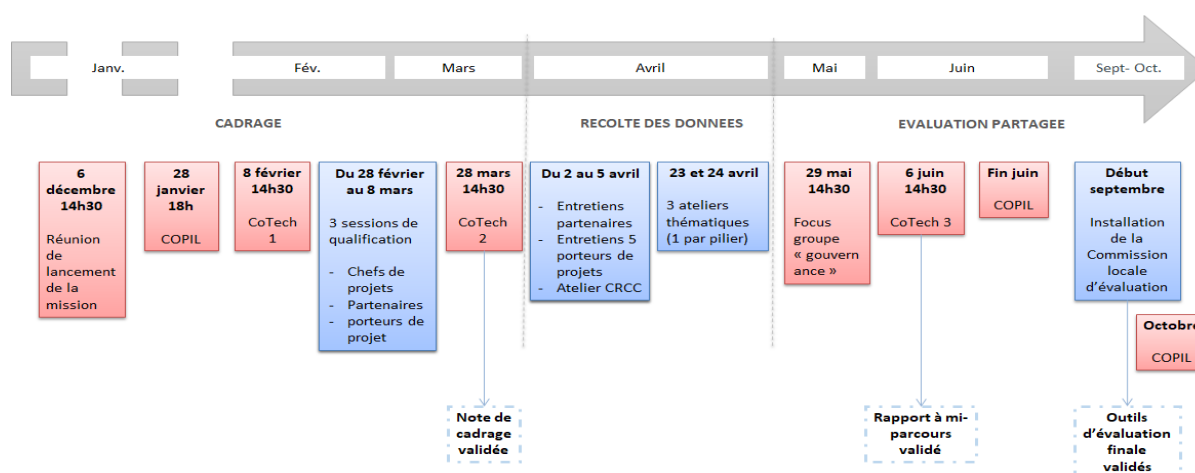 Janv.
Fév.
Mars
Avril
Mai
Juin
Sept- Oct.
CADRAGE
RECOLTE DES DONNEES
EVALUATION PARTAGEE
6
décembre
14h30
Réunion
de
lancement
de la
mission
28
janvier
18h
COPIL
8 février
14h30
CoTech
1
Du 28 février
au 8 mars
3 sessions de
qualification
- Chefs de
projets
- Partenaires
- porteurs de
projet
28 mars
14h30
CoTech
2
Du 2 au 5 avril
- Entretiens
partenaires
- Entretiens 5
porteurs de
projets
- Atelier CRCC
23 et 24 avril
3 ateliers
thématiques
(1 par pilier)
29 mai
14h30
Focus
groupe
« gouvern
ance »
6 juin
14h30
CoTech 3
Fin juin
COPIL
Début
septembre
Installation
de la
Commission
locale
d’évaluation
Octobre
COPIL
Note de
cadrage
validée
Rapport à mi-
parcours
validé
Outils
d’évaluation
finale
validés